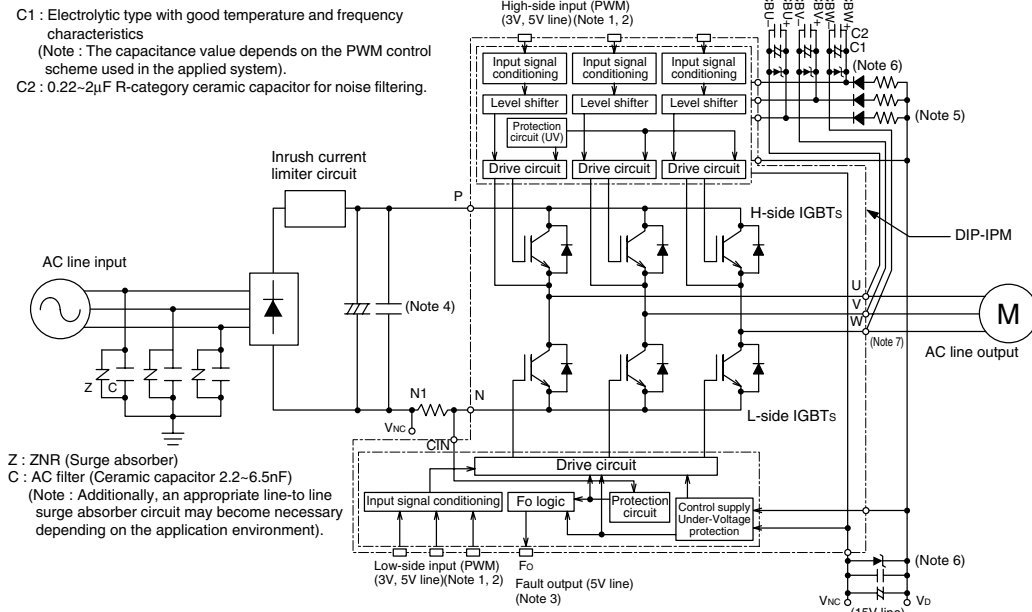 C1 : Electrolytic type with good temperature and frequency
characteristics
(Note : The capacitance value depends on the PWM control
scheme used in the applied system).
C2 : 0.22~2μF R-category ceramic capacitor for noise filtering.
High-side input (PWM)
(3V, 5V line)(Note 1, 2)
CBU-
CBU+
CBV-
CBV+
CBW-
CBW+
C2
C1
(Note 6)
(Note 5)
Input signal
conditioning
Input signal
conditioning
Input signal
conditioning
Level shifter
Level shifter
Level shifter
Protection
circuit (UV)
Drive circuit
Drive circuit
Drive circuit
Inrush current
limiter circuit
P
H-side IGBTs
DIP-IPM
AC line input
(Note 4)
U
V
W
(Note 7)
M
AC line output
Z
C
N1
N
VNC
CIN
L-side IGBTs
Z : ZNR (Surge absorber)
C : AC filter (Ceramic capacitor 2.2~6.5nF)
(Note : Additionally, an appropriate line-to line
surge absorber circuit may become necessary
depending on the application environment).
Drive circuit
Input signal conditioning
Fo logic
Protection
circuit
Control supply
Under-Voltage
protection
Low-side input (PWM)
(3V, 5V line)(Note 1, 2)
Fo
Fault output (5V line)
(Note 3)
(Note 6)
VNC
VD
(15V line)